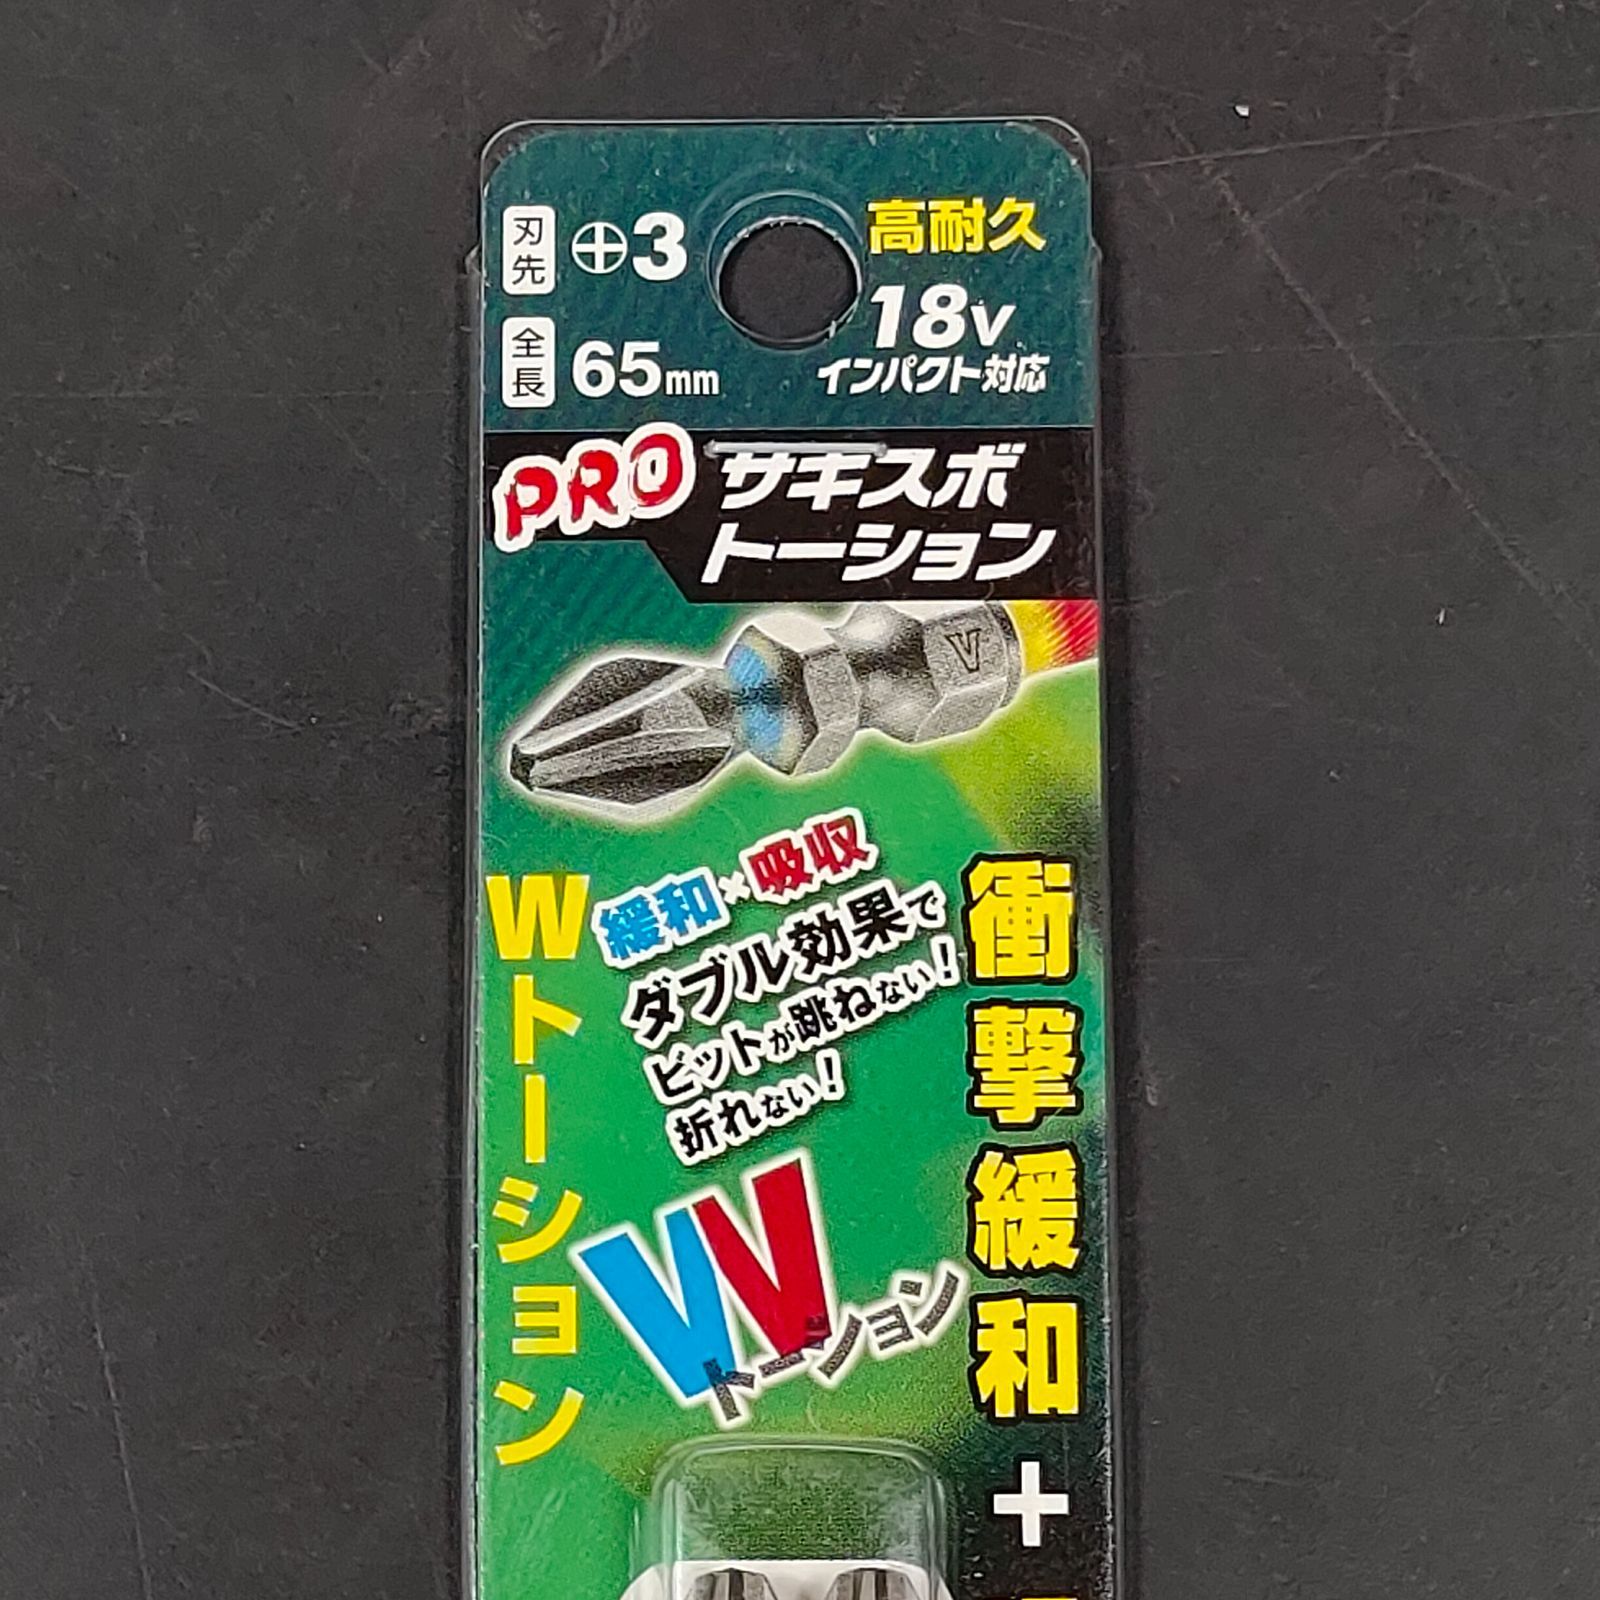 刃先 ⊕3
全長 65mm
高耐久
18V
インパクト対応
PRO サキスボ
トーション
V
緩和×吸収
ダブル効果で
ビットが跳ねない!
折れない!
Wトーション
Wトーション
衝撃緩和+